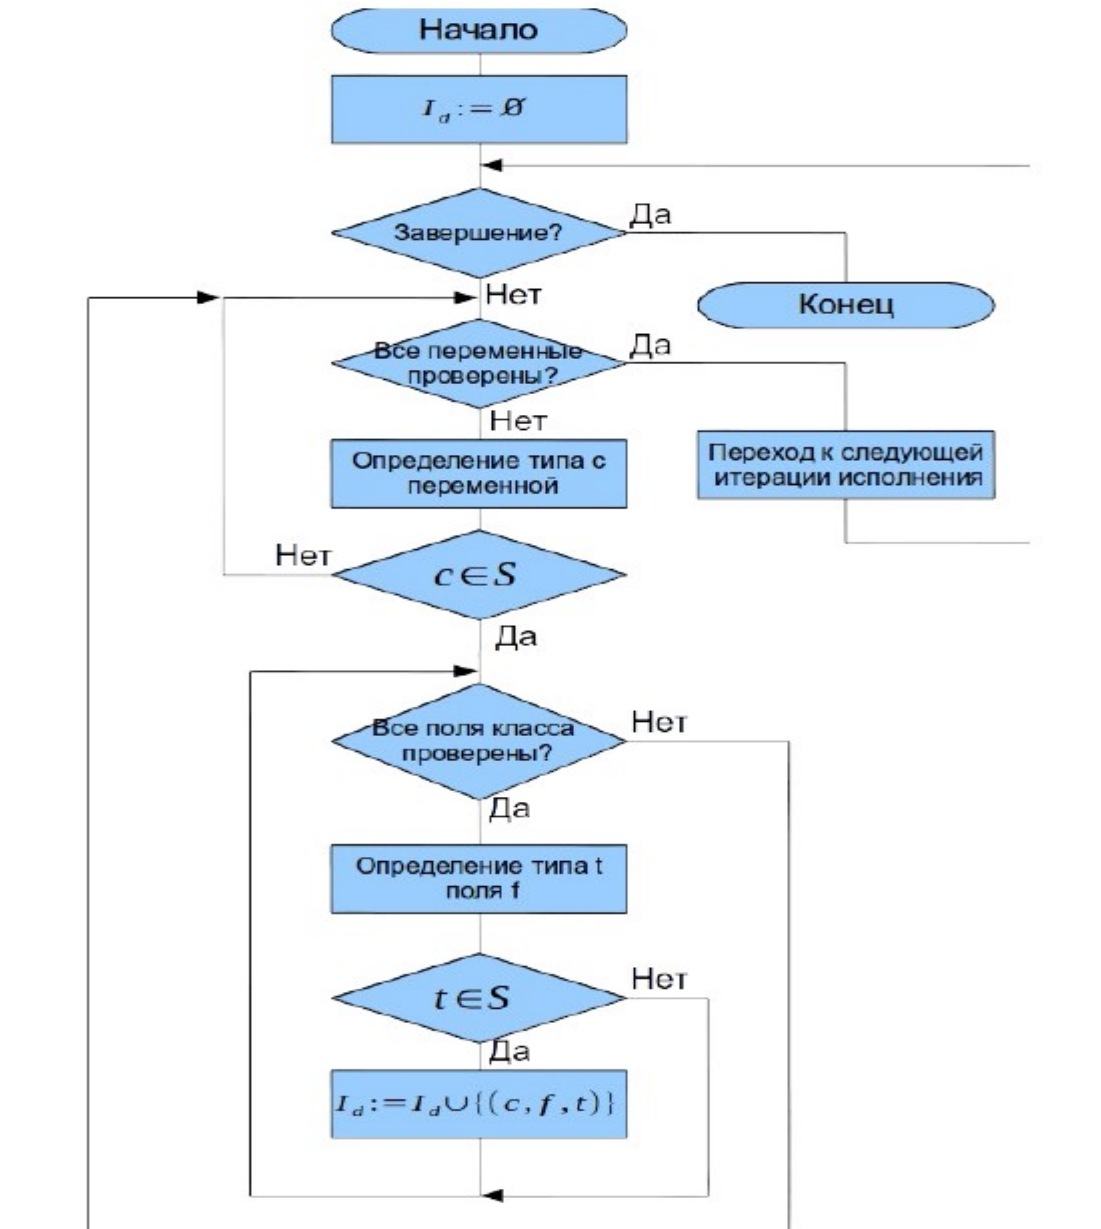 Начало
I_d := Ø
Завершение?
Да
Нет
Конец
Все переменные
проверены?
Да
Нет
Определение типа c
переменной
Переход к следующей
итерации исполнения
c∈S
Нет
Да
Все поля класса
проверены?
Нет
Да
Определение типа t
поля f
t∈S
Нет
Да
I_d:=I_d∪{(c,f,t)}